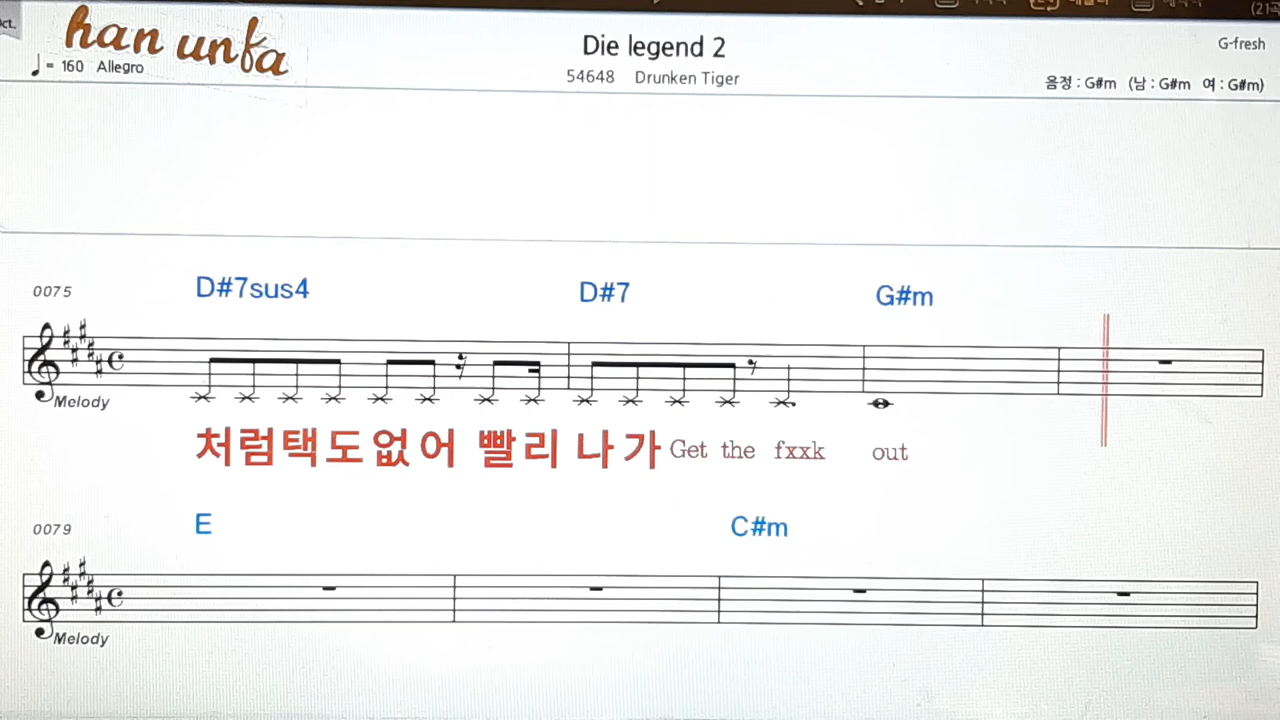 han unfa
Die legend 2
G-fresh
= 160 Allegro
54648 Drunken Tiger
음정 : G#m (남 : G#m 여 : G#m)
D#7sus4 D#7 G#m
0075
Melody
처럼택도없어 빨리 나가 Get the fxxk out
E C#m
0079
Melody